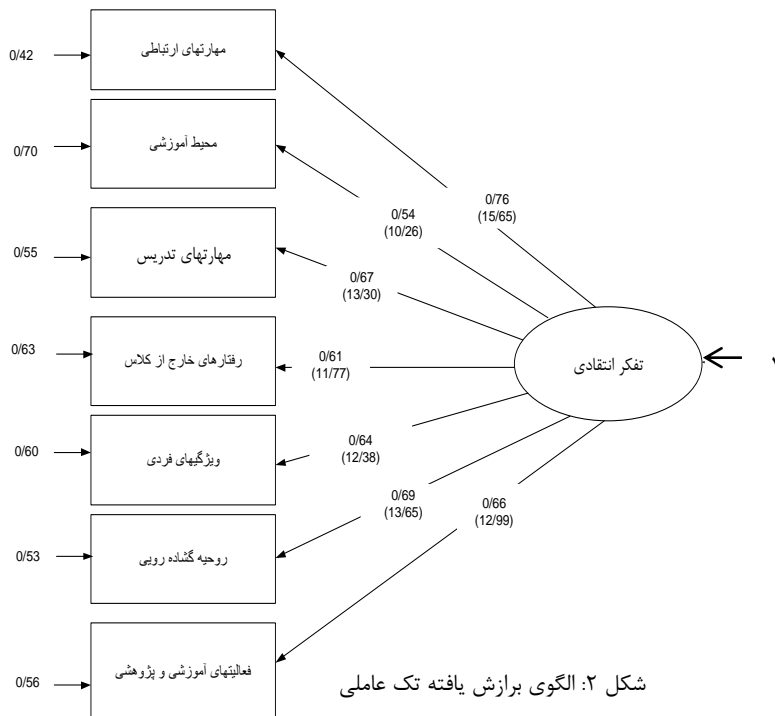 مهارتهای ارتباطی
0/42
محیط آموزشی
0/70
مهارتهای تدریس
0/55
رفتارهای خارج از کلاس
0/63
ویژگیهای فردی
0/60
روحیه گشاده رویی
0/53
فعالیتهای آموزشی و پژوهشی
0/56
0/76
(15/65)
0/54
(10/26)
0/67
(13/30)
0/61
(11/77)
0/64
(12/38)
0/69
(13/65)
0/66
(12/99)
تفکر انتقادی
شکل ۲: الگوی برازش یافته تک عاملی